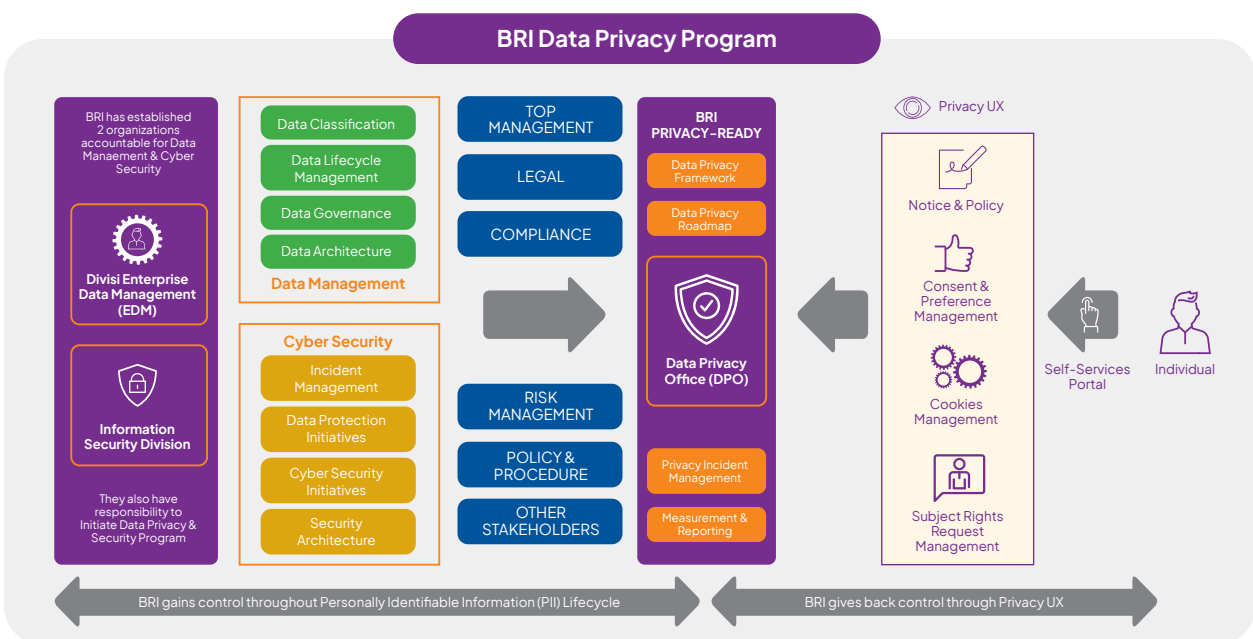 BRI Data Privacy Program
BRI has established
2 organizations
accountable for Data
Manaement & Cyber
Security
Divisi Enterprise
Data Management
(EDM)
Information
Security Division
They also have
responsibility to
Initiate Data Privacy &
Security Program
Data Classification
Data Lifecycle
Management
Data Governance
Data Architecture
Data Management
Cyber Security
Incident
Management
Data Protection
Initiatives
Cyber Security
Initiatives
Security
Architecture
TOP
MANAGEMENT
LEGAL
COMPLIANCE
RISK
MANAGEMENT
POLICY &
PROCEDURE
OTHER
STAKEHOLDERS
BRI
PRIVACY-READY
Data Privacy
Framework
Data Privacy
Roadmap
Data Privacy
Office (DPO)
Privacy Incident
Management
Measurement &
Reporting
Privacy UX
Notice & Policy
Consent &
Preference
Management
Cookies
Management
Subject Rights
Request
Management
Self-Services
Portal
Individual
BRI gains control throughout Personally Identifiable Information (PII) Lifecycle
BRI gives back control through Privacy UX